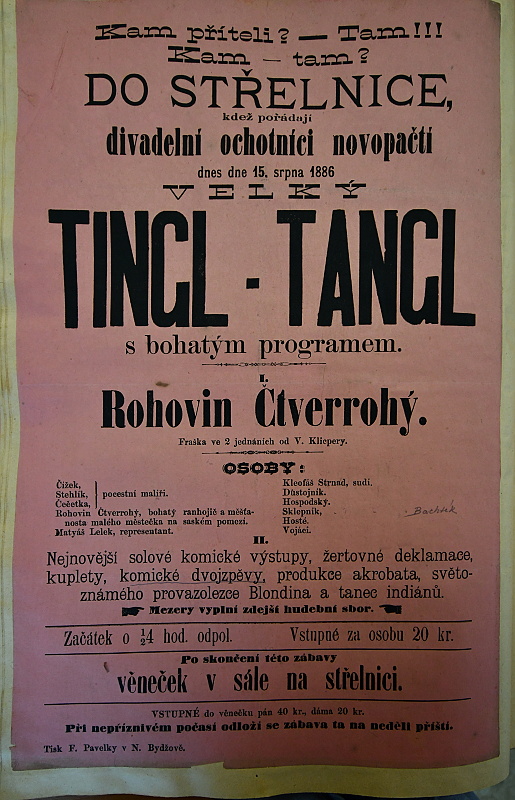 Kam příteli? — Tam!!!
Kam — tam?
DO STŘELNICE,
kdež pořádají
divadelní ochotníci novopačtí
dnes dne 15. srpna 1886
VELKÝ
TINGL - TANGL
s bohatým programem.
I.
Rohovin Čtverrohý.
Fraška ve 2 jednáních od V. Klicpery.
OSOBY:
Čížek,
Stehlík,
Čečetka,
pocestní malíři.
Rohovin Čtverrohý, bohatý ranhojič a měšťa-
nosta malého městečka na saském pomezí.
Matyáš Lelek, representant.
Kleofáš Strnad, sudí.
Důstojník.
Hospodský.
Sklepník,
Hosté.
Vojáci.
II.
Nejnovější solové komické výstupy, žertovné deklamace,
kuplety, komické dvojzpěvy, produkce akrobata, světo-
známého provazolezce Blondina a tanec indiánů.
Mezery vyplní zdejší hudební sbor.
Začátek o ½4 hod. odpol. Vstupné za osobu 20 kr.
Po skončení této zábavy
věneček v sále na střelnici.
VSTUPNÉ do věnečku pán 40 kr., dáma 20 kr.
Při nepříznivém počasí odloží se zábava ta na neděli příští.
Tisk F. Pavelky v N. Bydžově.